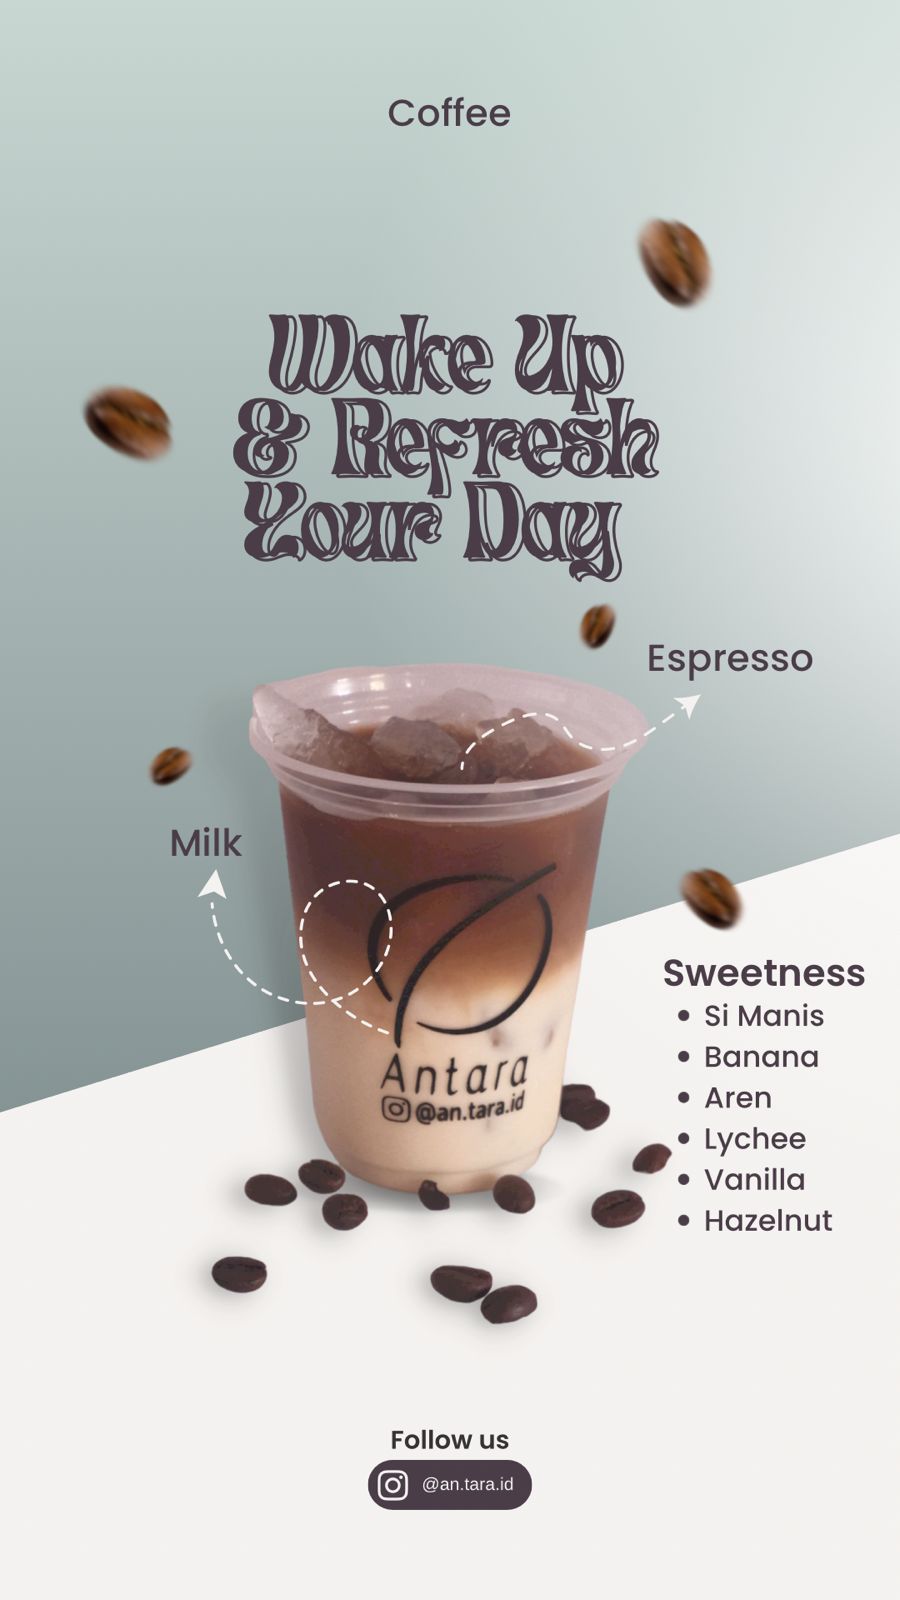 Coffee
Wake Up
& Refresh
Your Day
Espresso
Milk
Antara
@an.tara.id
Sweetness
• Si Manis
• Banana
• Aren
• Lychee
• Vanilla
• Hazelnut
Follow us
@an.tara.id